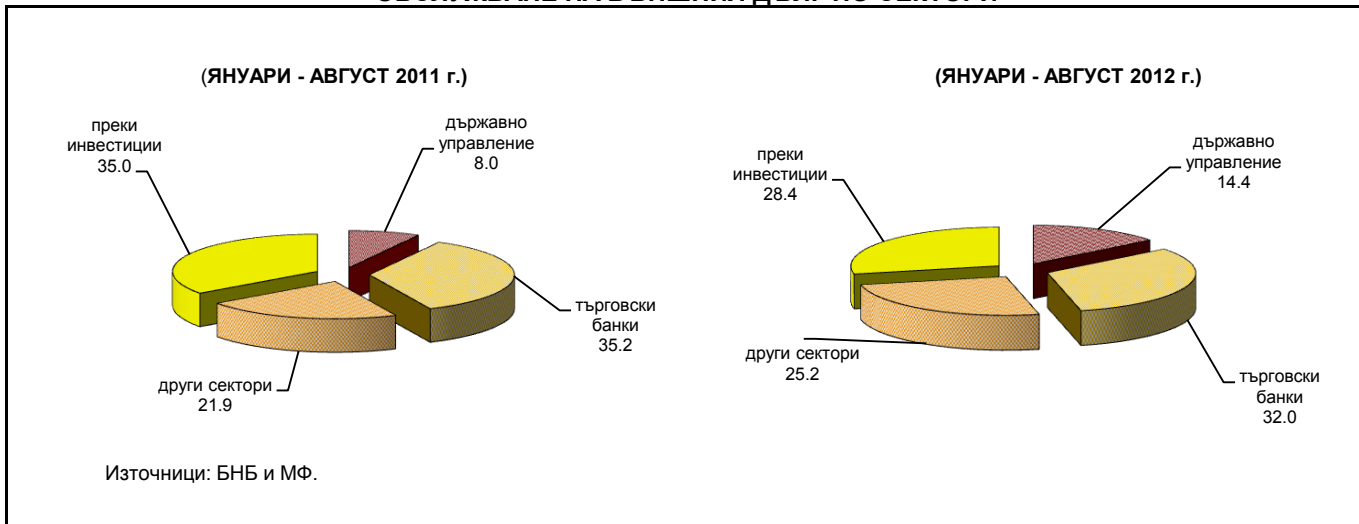 (ЯНУАРИ - АВГУСТ 2011 г.)
преки
инвестиции
35.0
държавно
управление
8.0
търговски
банки
35.2
други сектори
21.9
(ЯНУАРИ - АВГУСТ 2012 г.)
преки
инвестиции
28.4
държавно
управление
14.4
други сектори
25.2
търговски
банки
32.0
Източници: БНБ и МФ.